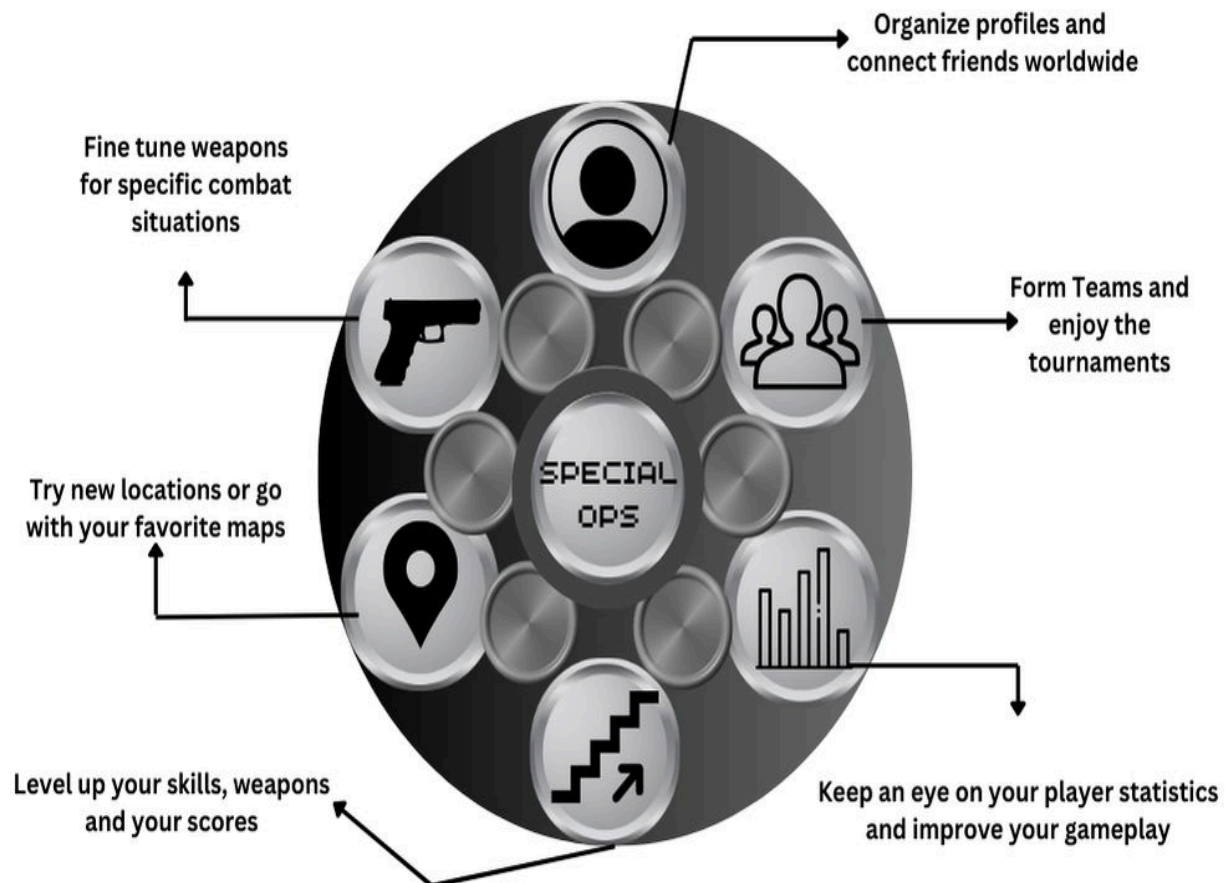 Organize profiles and
connect friends worldwide
Fine tune weapons
for specific combat
situations
Form Teams and
enjoy the
tournaments
SPECIAL
OPS
Try new locations or go
with your favorite maps
Level up your skills, weapons
and your scores
Keep an eye on your player statistics
and improve your gameplay